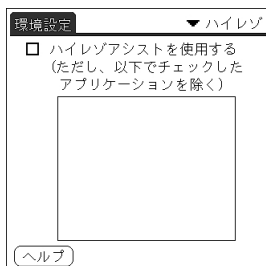 環境設定
▼ ハイレゾ
ハイレゾアシストを使用する
(ただし、以下でチェックした
アプリケーションを除く)
ヘルプ